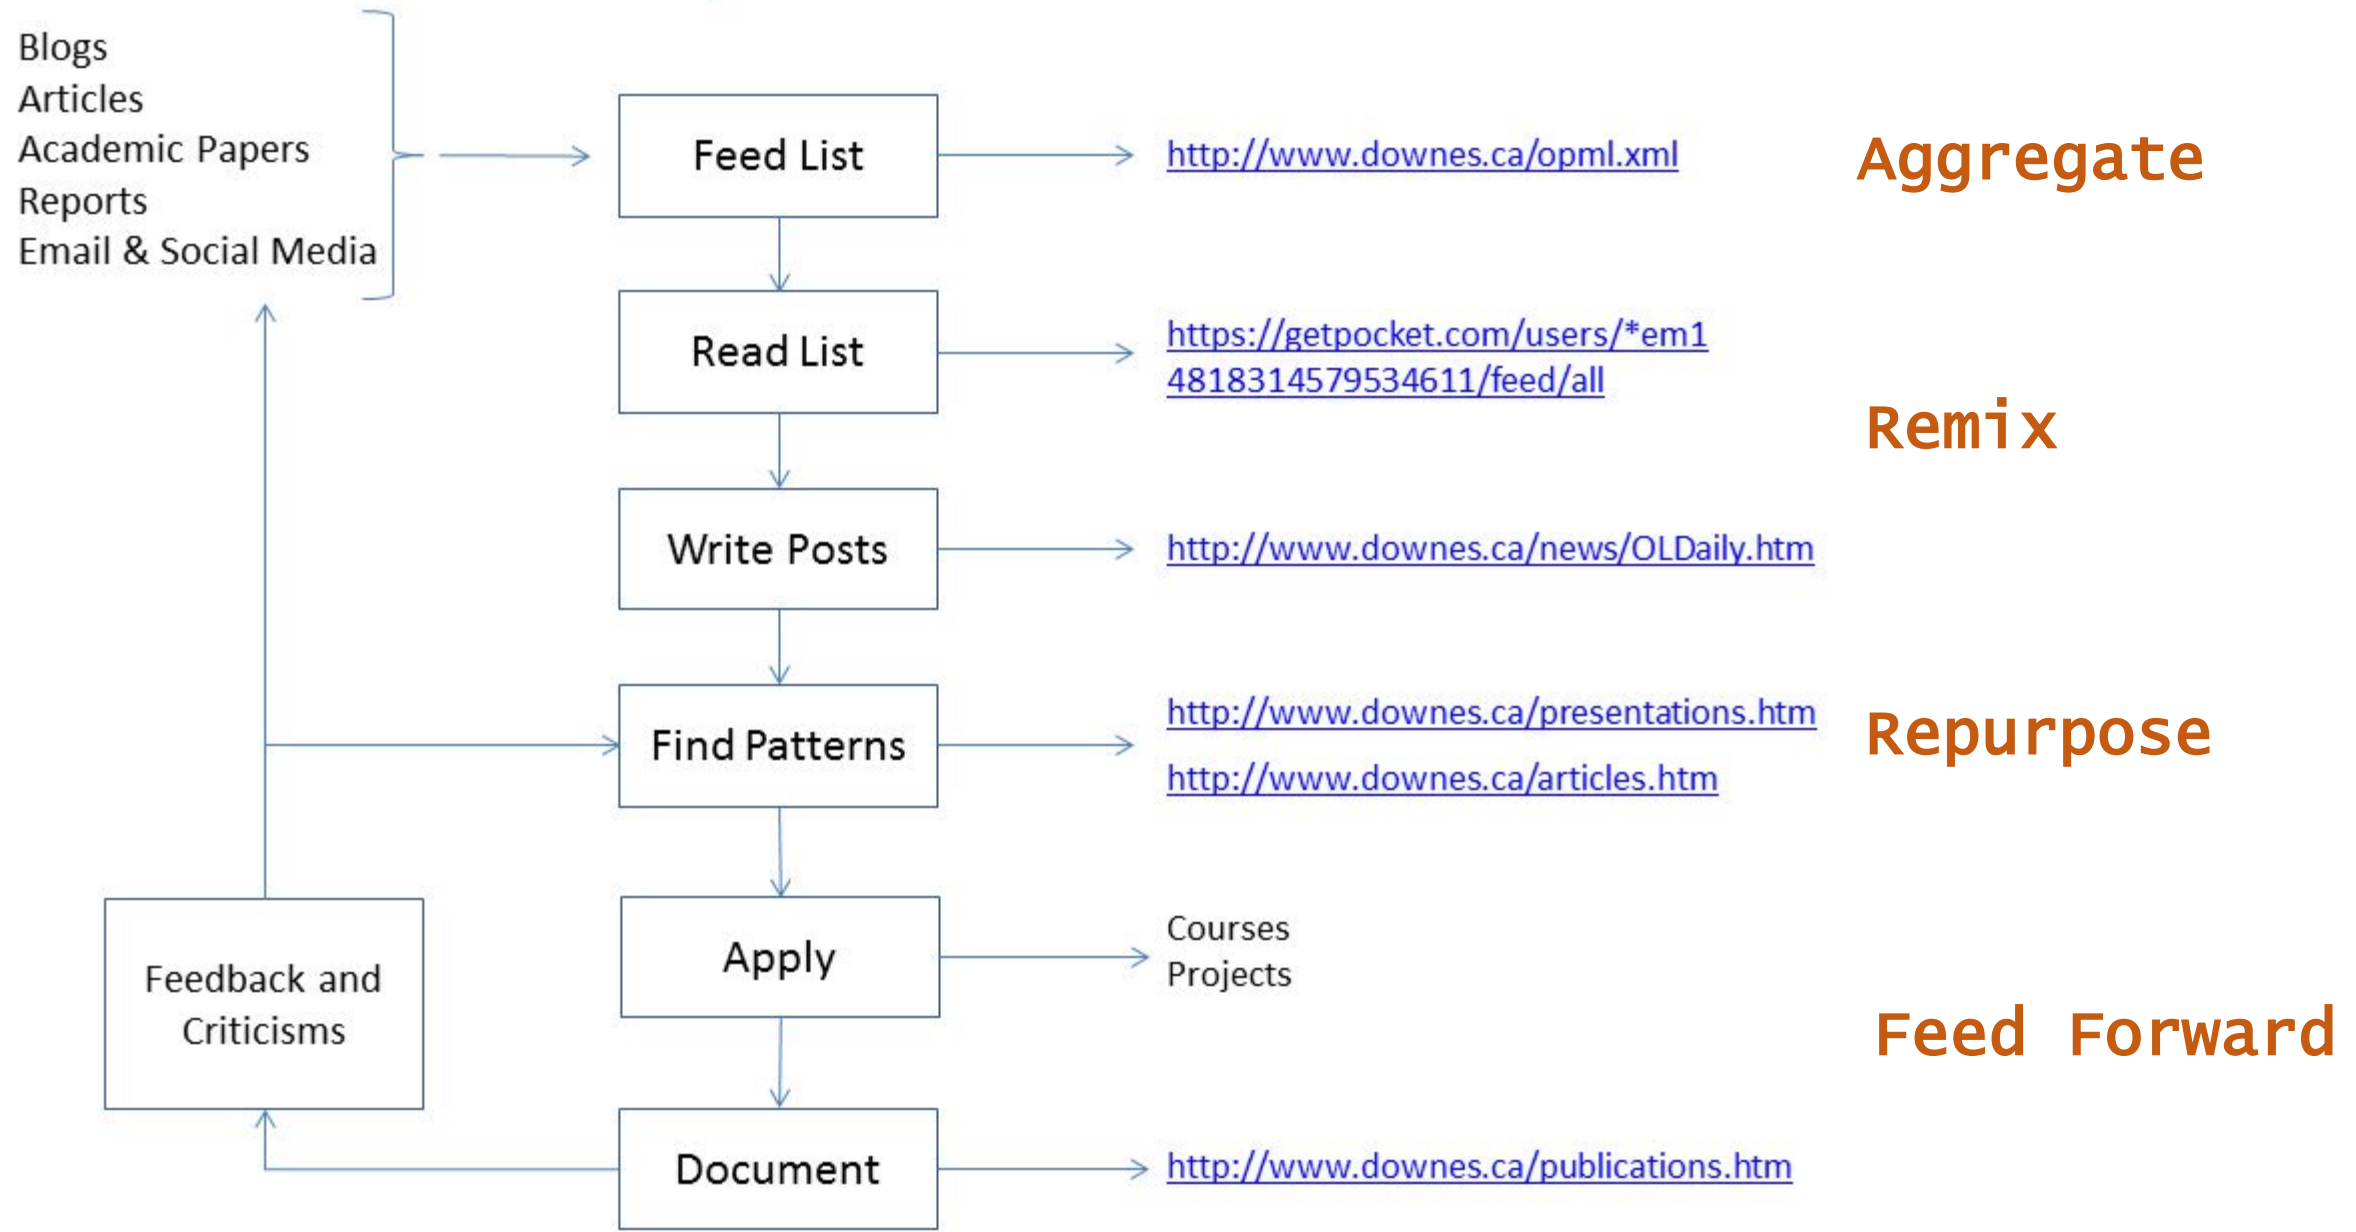 Blogs
Articles
Academic Papers
Reports
Email & Social Media
Feed List
http://www.downes.ca/opml.xml
Aggregate
Read List
https://getpocket.com/users/*em1
4818314579534611/feed/all
Remix
Write Posts
http://www.downes.ca/news/OLDaily.htm
Find Patterns
http://www.downes.ca/presentations.htm
http://www.downes.ca/articles.htm
Repurpose
Feedback and
Criticisms
Apply
Courses
Projects
Feed Forward
Document
http://www.downes.ca/publications.htm